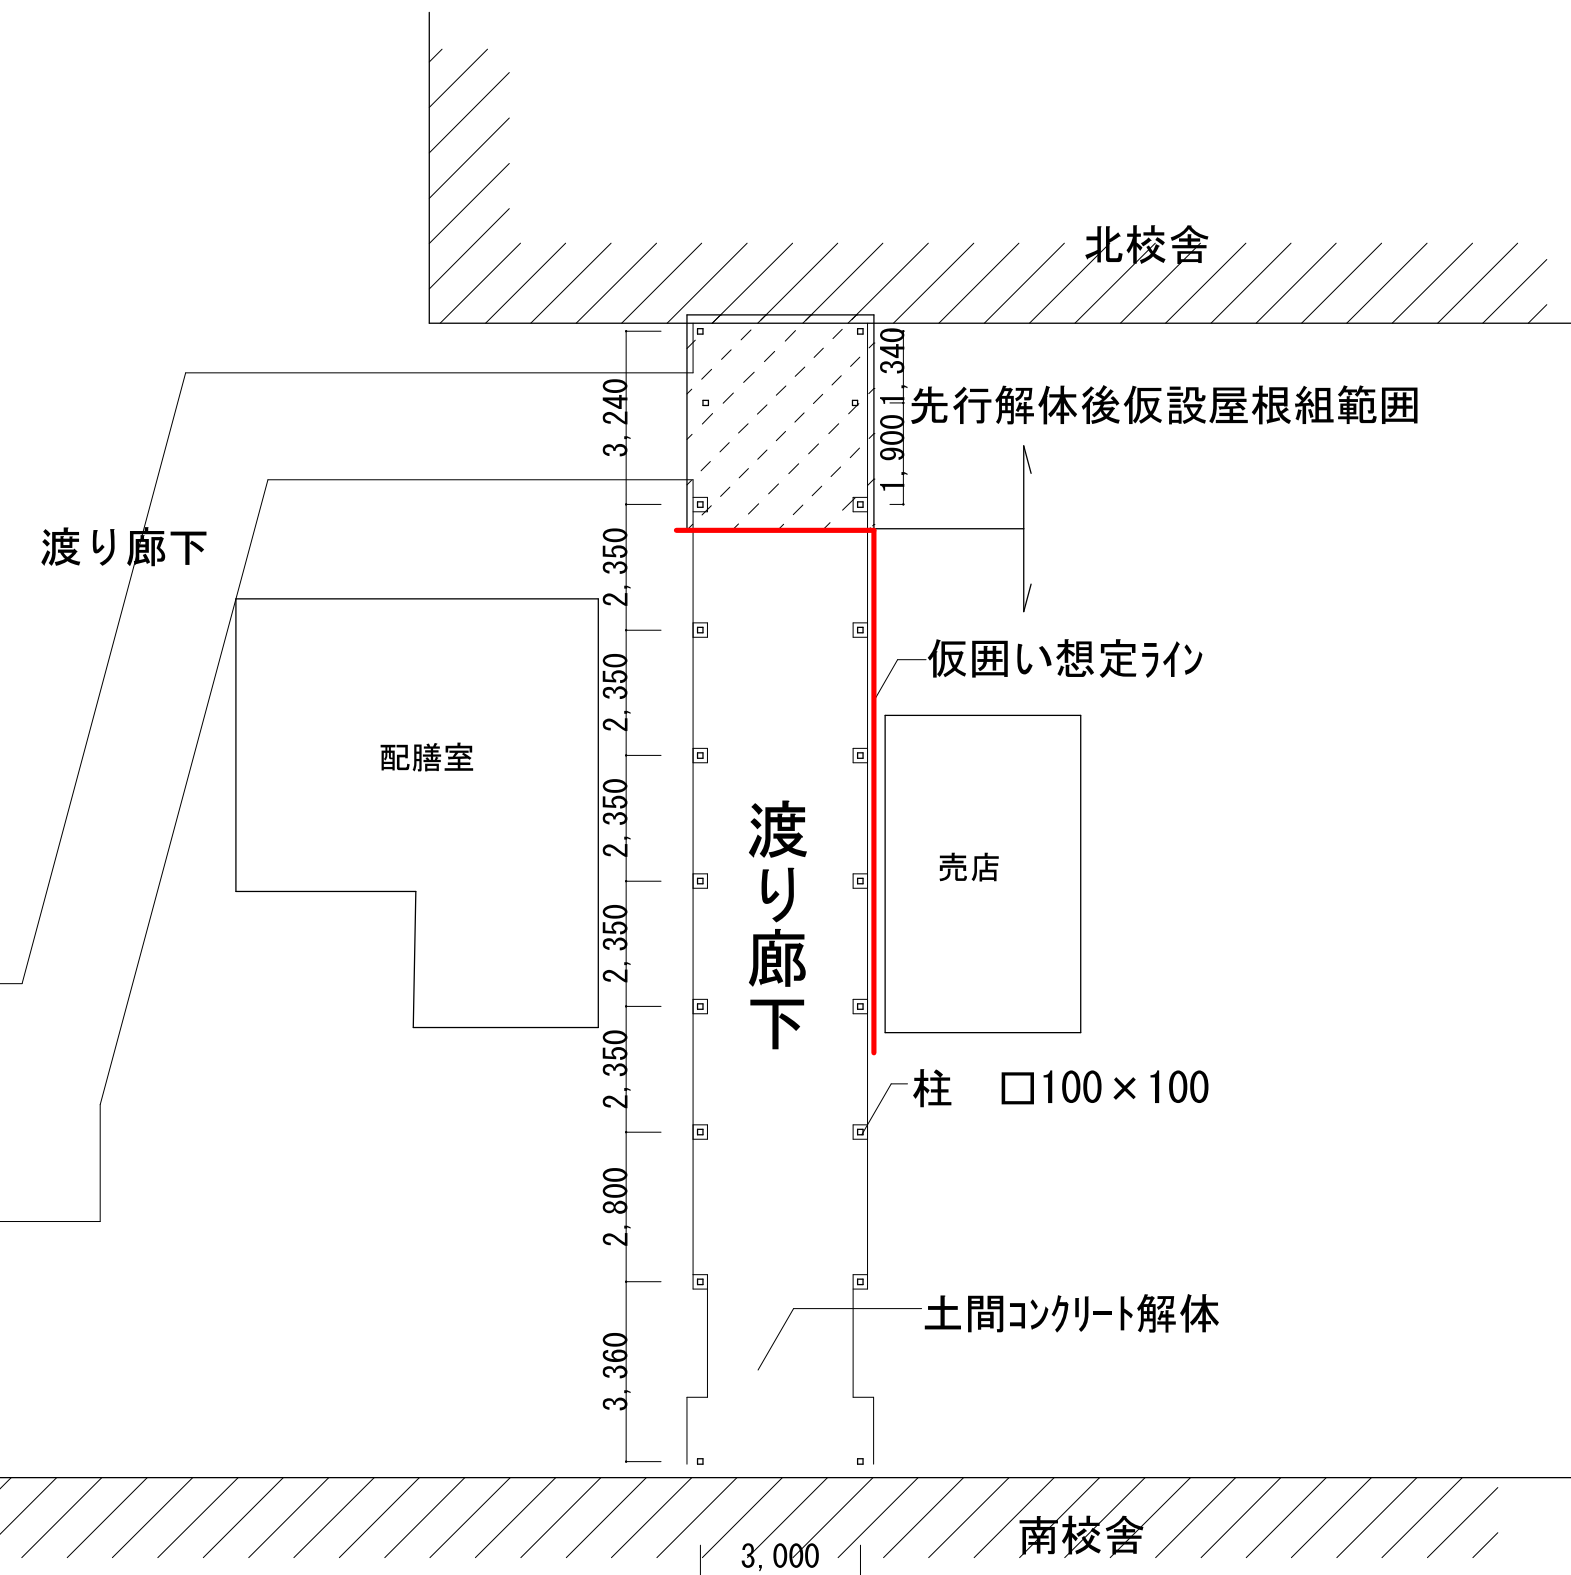 北校舎
1,340
3,240
先行解体後仮設屋根組範囲
1,900
渡り廊下
2,350
仮囲い想定ﾗｲﾝ
2,350
配膳室
2,350
渡り廊下
売店
2,350
2,350
柱 □100×100
2,800
土間ｺﾝｸﾘｰﾄ解体
3,360
南校舎
3,000